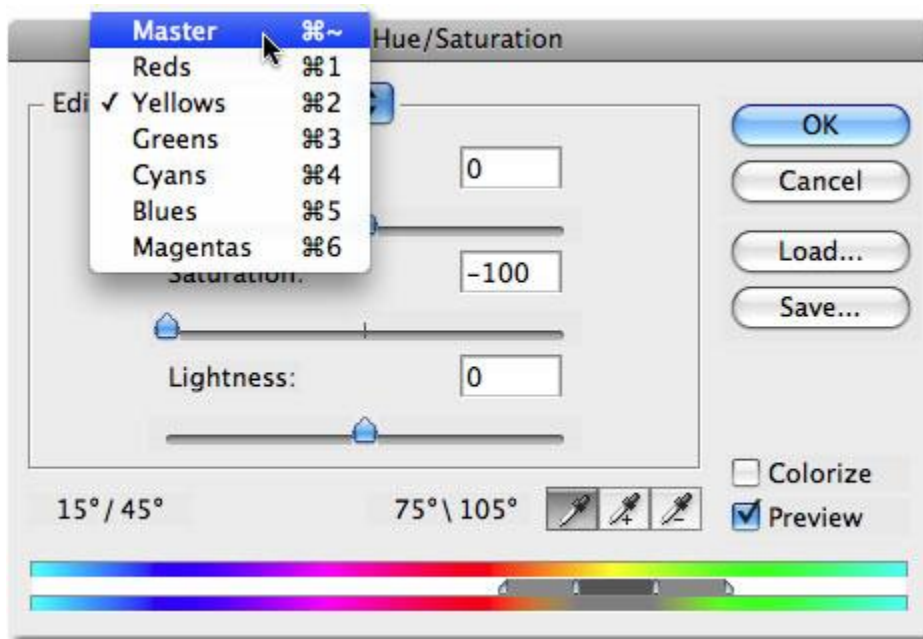 Master ⌘~
Hue/Saturation
Reds ⌘1
Edi ✓ Yellows ⌘2
Greens ⌘3
Cyans ⌘4
Blues ⌘5
Magentas ⌘6
0
Saturation:
-100
Lightness:
0
OK
Cancel
Load...
Save...
Colorize
Preview
15°/45°
75°\105°